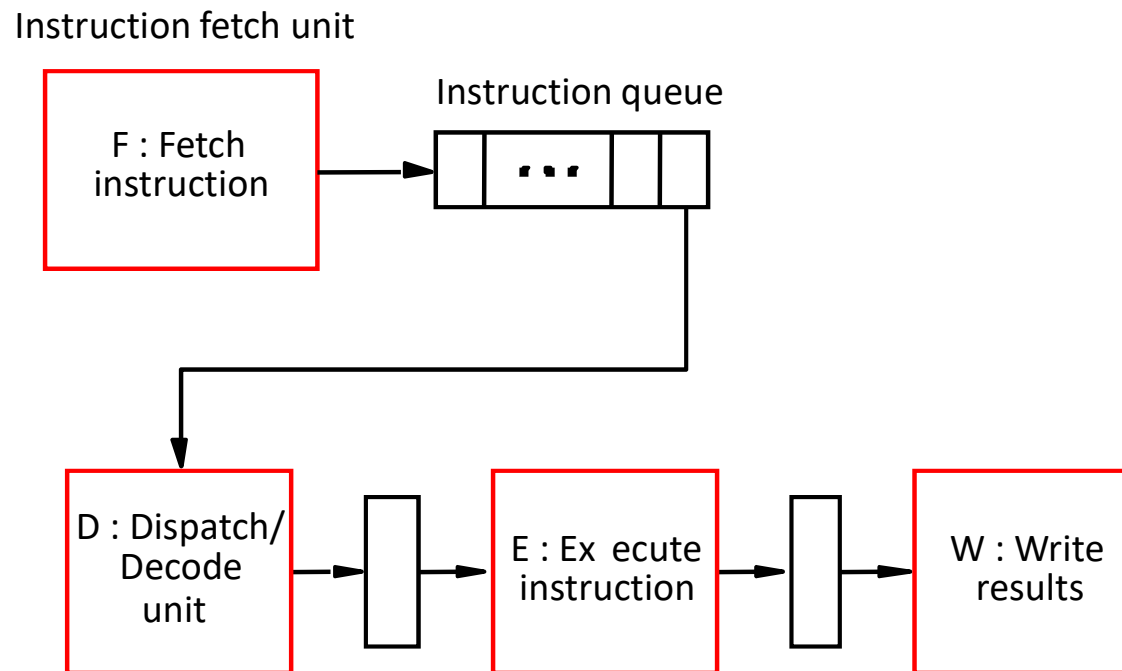 Instruction fetch unit
Instruction queue
F : Fetch
instruction
D : Dispatch/
Decode
unit
E : Ex ecute
instruction
W : Write
results